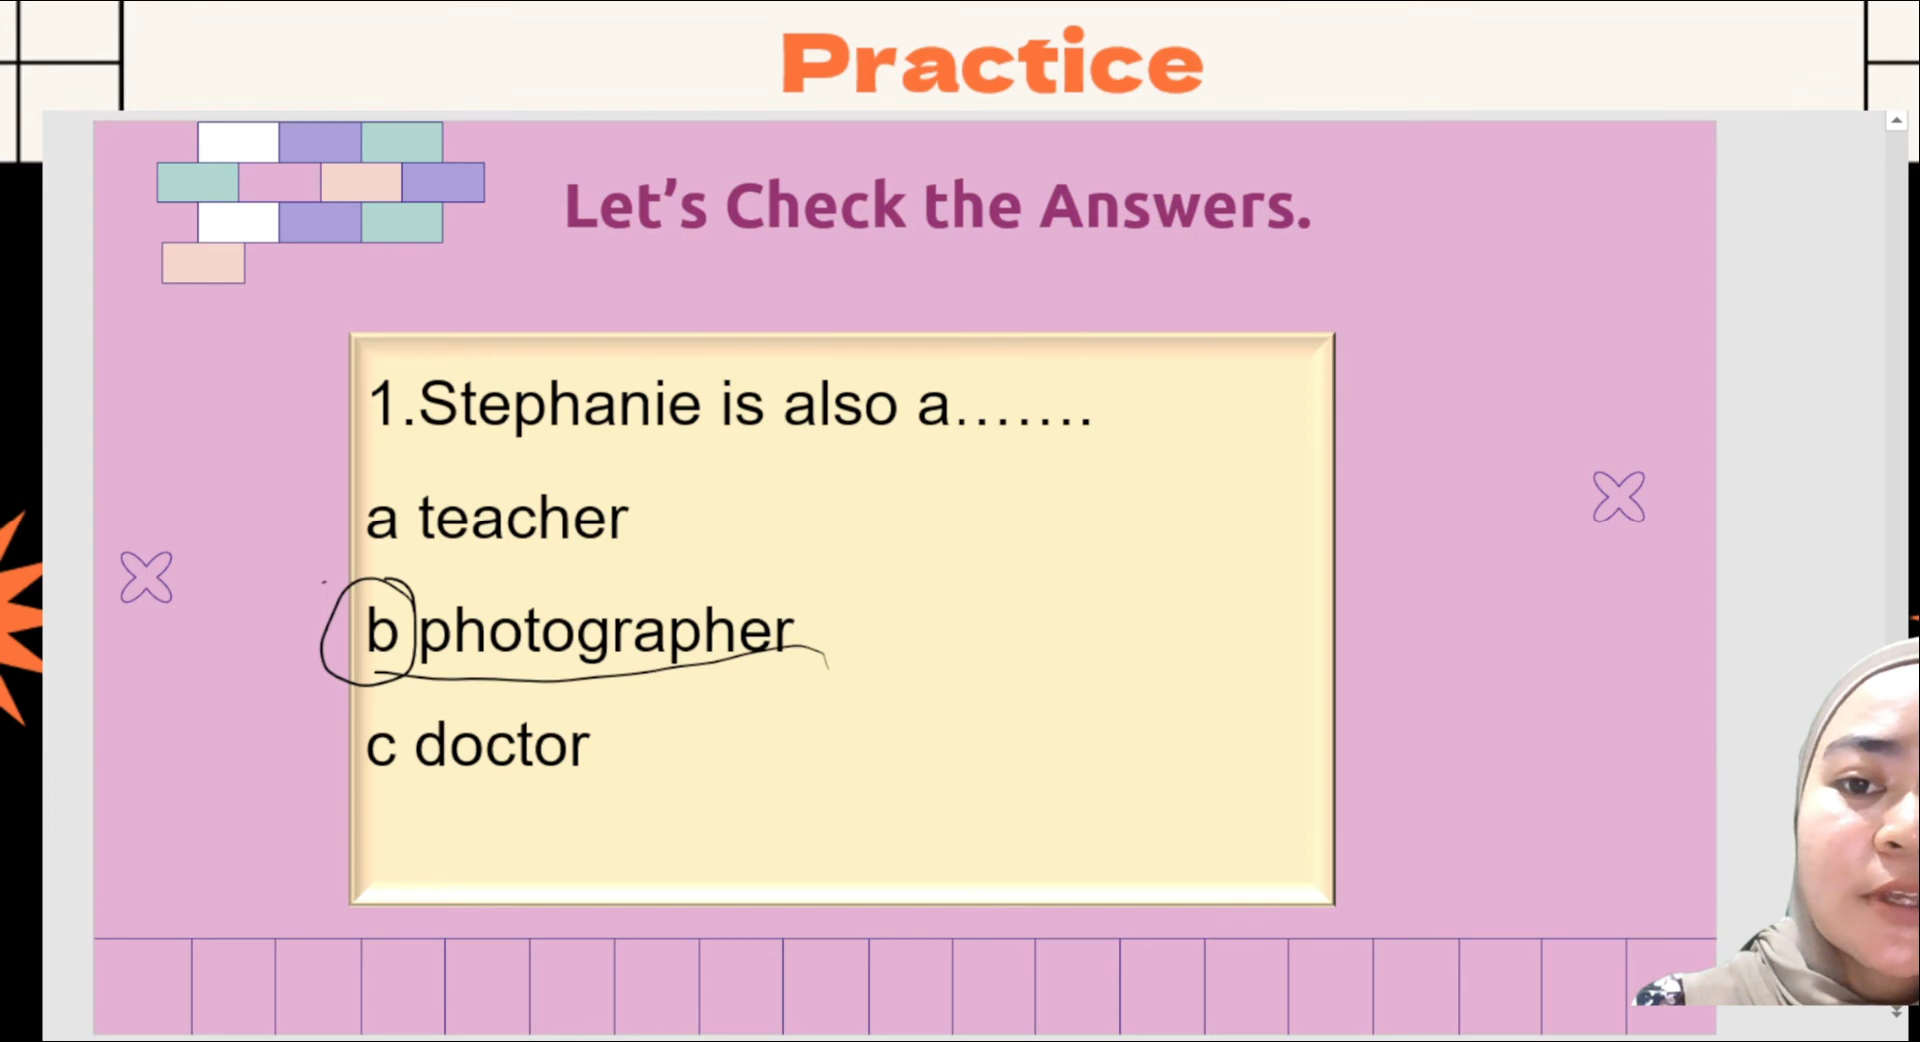 Practice
Let's Check the Answers.
1.Stephanie is also a.......
a teacher
b photographer
c doctor